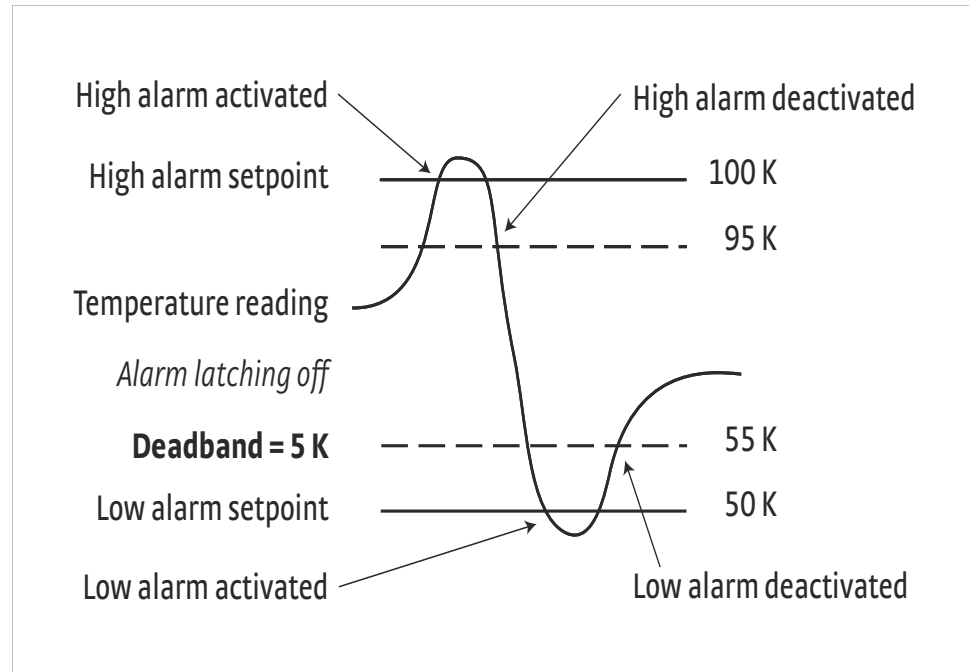 High alarm activated
High alarm deactivated
High alarm setpoint
100 K
95 K
Temperature reading
Alarm latching off
Deadband = 5 K
55 K
Low alarm setpoint
50 K
Low alarm activated
Low alarm deactivated